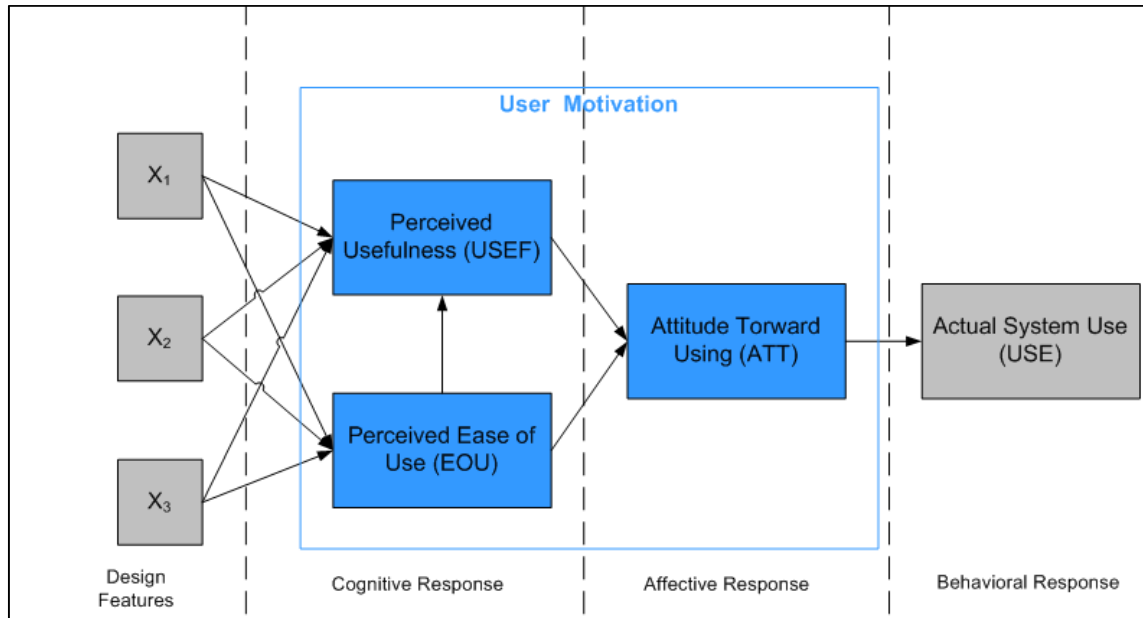 User Motivation
X₁
Perceived
Usefulness (USEF)
X₂
Attitude Torward
Using (ATT)
Actual System Use
(USE)
Perceived Ease of
Use (EOU)
X₃
Design
Features
Cognitive Response
Affective Response
Behavioral Response